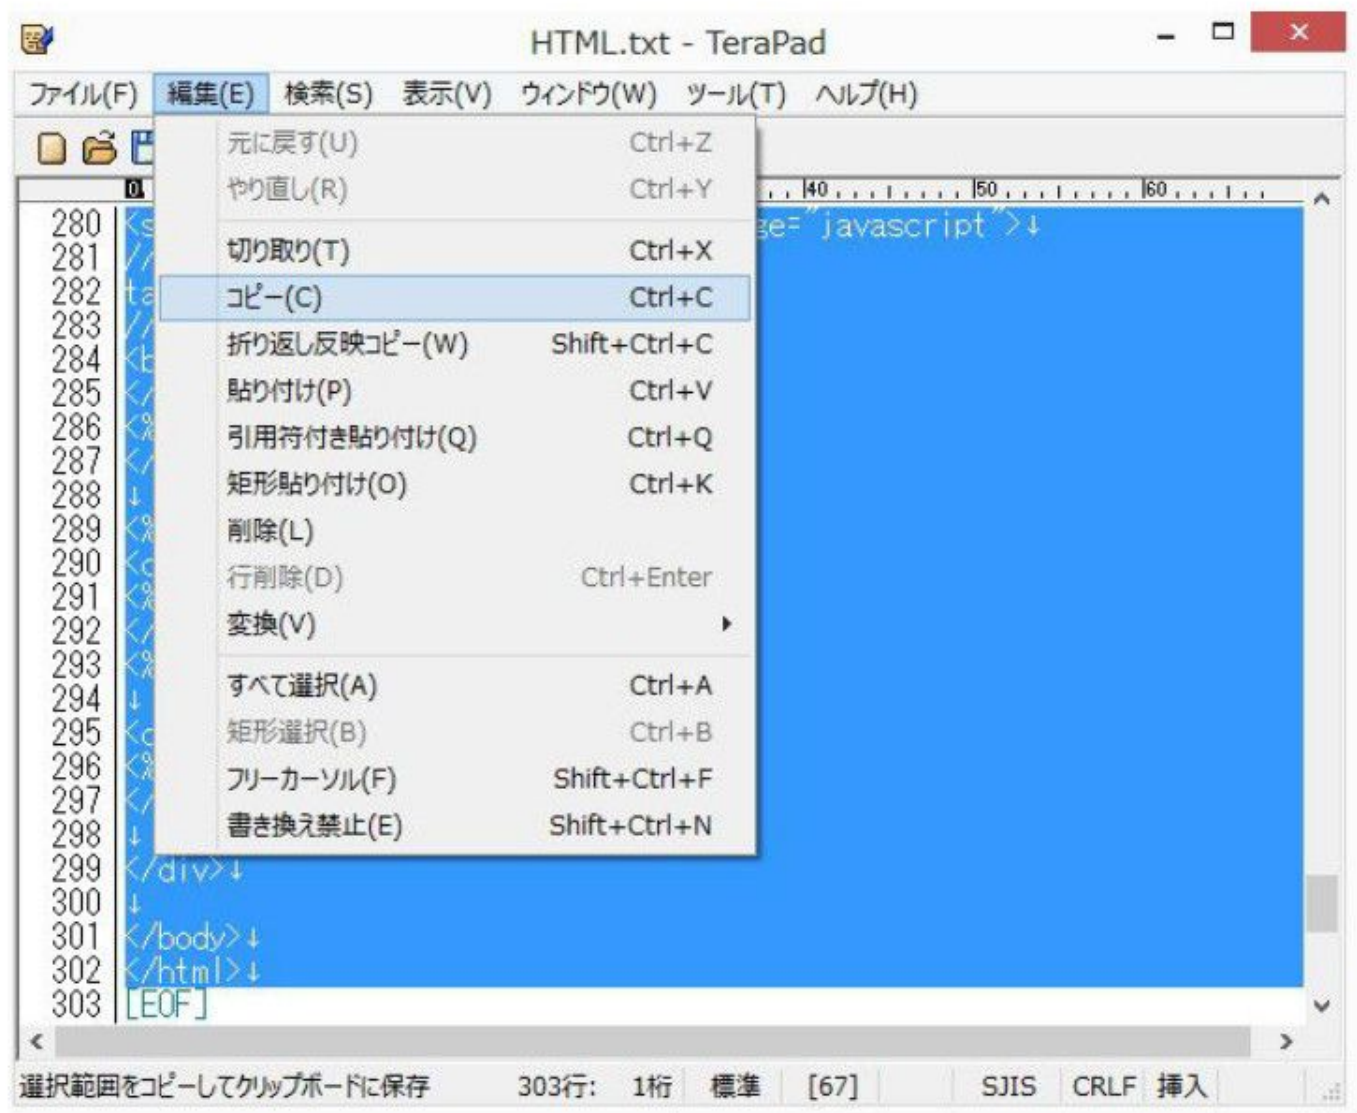 HTML.txt - TeraPad
ファイル(F) 編集(E) 検索(S) 表示(V) ウィンドウ(W) ツール(T) ヘルプ(H)
元に戻す(U) Ctrl+Z
やり直し(R) Ctrl+Y
切り取り(T) Ctrl+X
コピー(C) Ctrl+C
折り返し反映コピー(W) Shift+Ctrl+C
貼り付け(P) Ctrl+V
引用符付き貼り付け(Q) Ctrl+Q
矩形貼り付け(O) Ctrl+K
削除(L)
行削除(D) Ctrl+Enter
変換(V)
すべて選択(A) Ctrl+A
矩形選択(B) Ctrl+B
フリーカーソル(F) Shift+Ctrl+F
書き換え禁止(E) Shift+Ctrl+N
0 40 50 60
280 <s ge="javascript">↓
281 //
282 ta
283 //
284 <b
285 </
286 <%
287 </
288 ↓
289 <%
290 <c
291 <%
292 </
293 <%
294 ↓
295 <c
296 <%
297 </
298 ↓
299 </div>↓
300 ↓
301 </body>↓
302 </html>↓
303 [EOF]
選択範囲をコピーしてクリップボードに保存 303行: 1桁 標準 [67] SJIS CRLF 挿入